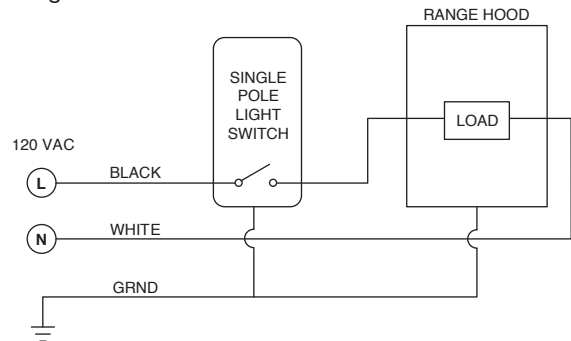 RANGE HOOD
SINGLE
POLE
LIGHT
SWITCH
LOAD
120 VAC
L
BLACK
N
WHITE
GRND